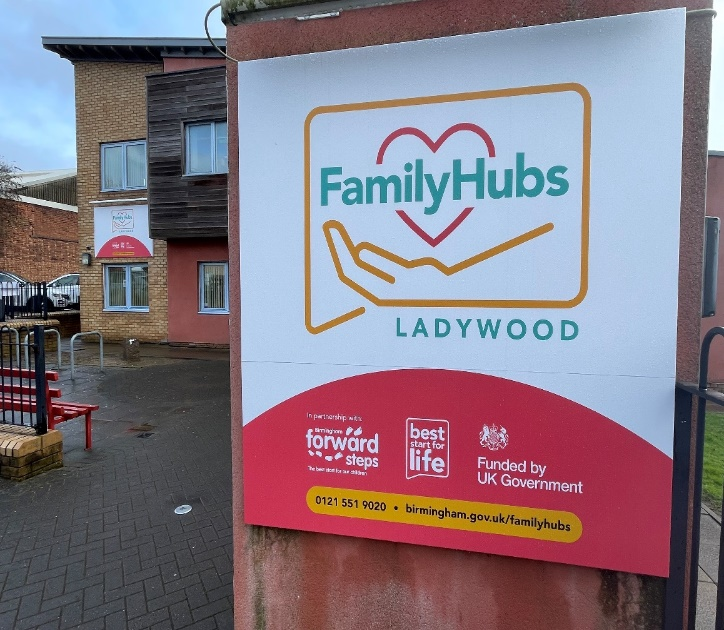 FamilyHubs
LADYWOOD
In partnership with:
Birmingham
forward
steps
The best start for our children
best
start for
life
Funded by
UK Government
0121 551 9020 • birmingham.gov.uk/familyhubs
FamilyHubs
LADYWOOD